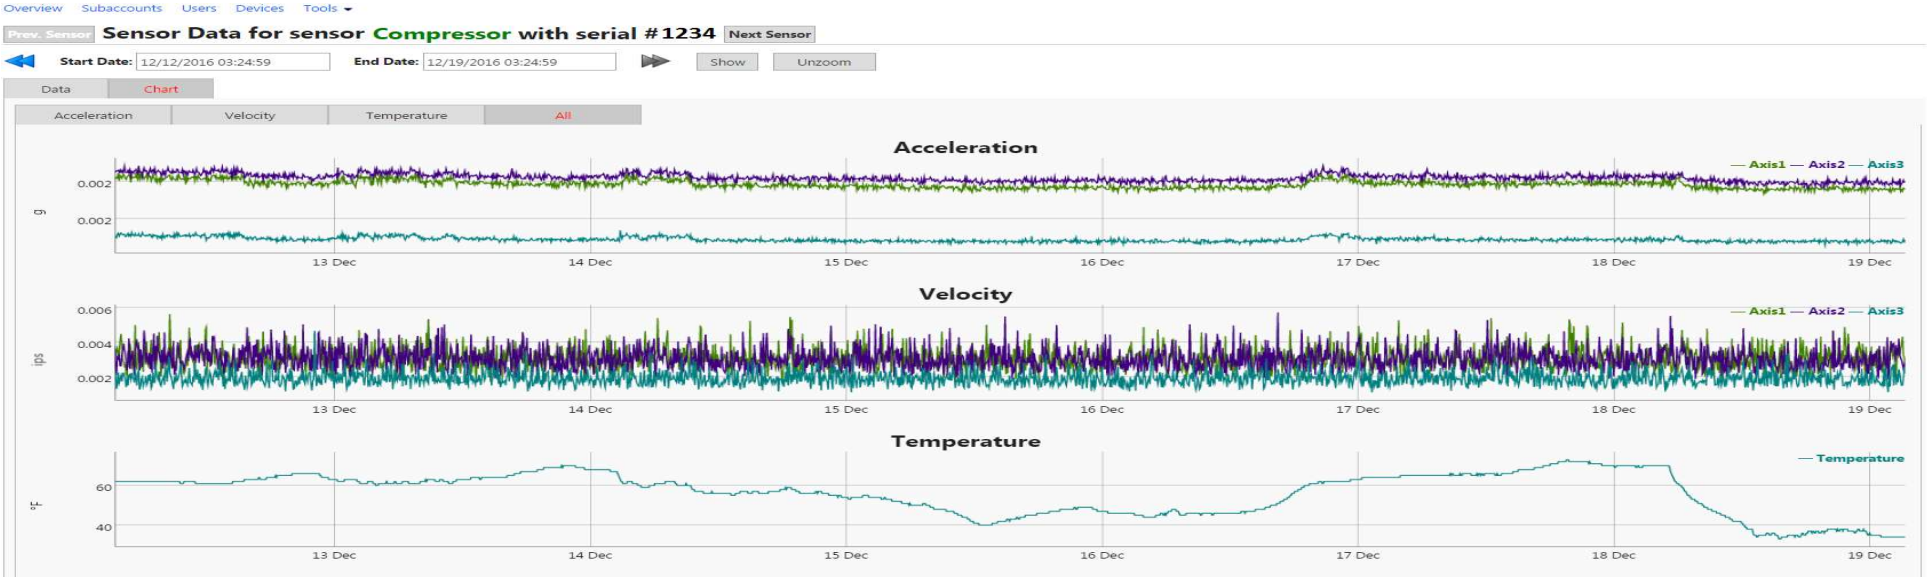 Overview Subaccounts Users Devices Tools
Prev. Sensor Sensor Data for sensor Compressor with serial #1234 Next Sensor
Start Date: 12/12/2016 03:24:59 End Date: 12/19/2016 03:24:59 Show Unzoom
Data Chart
Acceleration Velocity Temperature All
Acceleration
Axis1 Axis2 Axis3
0.002
g
0.002
13 Dec 14 Dec 15 Dec 16 Dec 17 Dec 18 Dec 19 Dec
Velocity
Axis1 Axis2 Axis3
0.006
0.004
ips
0.002
13 Dec 14 Dec 15 Dec 16 Dec 17 Dec 18 Dec 19 Dec
Temperature
Temperature
60
°F
40
13 Dec 14 Dec 15 Dec 16 Dec 17 Dec 18 Dec 19 Dec